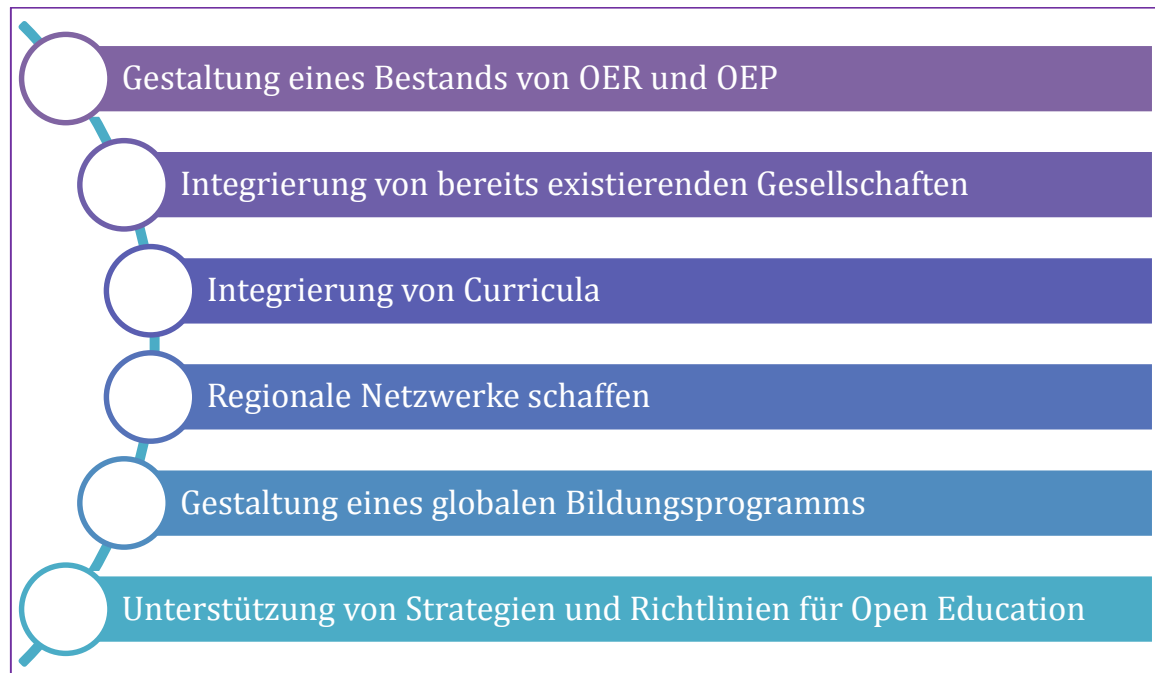 Gestaltung eines Bestands von OER und OEP
Integrierung von bereits existierenden Gesellschaften
Integrierung von Curricula
Regionale Netzwerke schaffen
Gestaltung eines globalen Bildungsprogramms
Unterstützung von Strategien und Richtlinien für Open Education